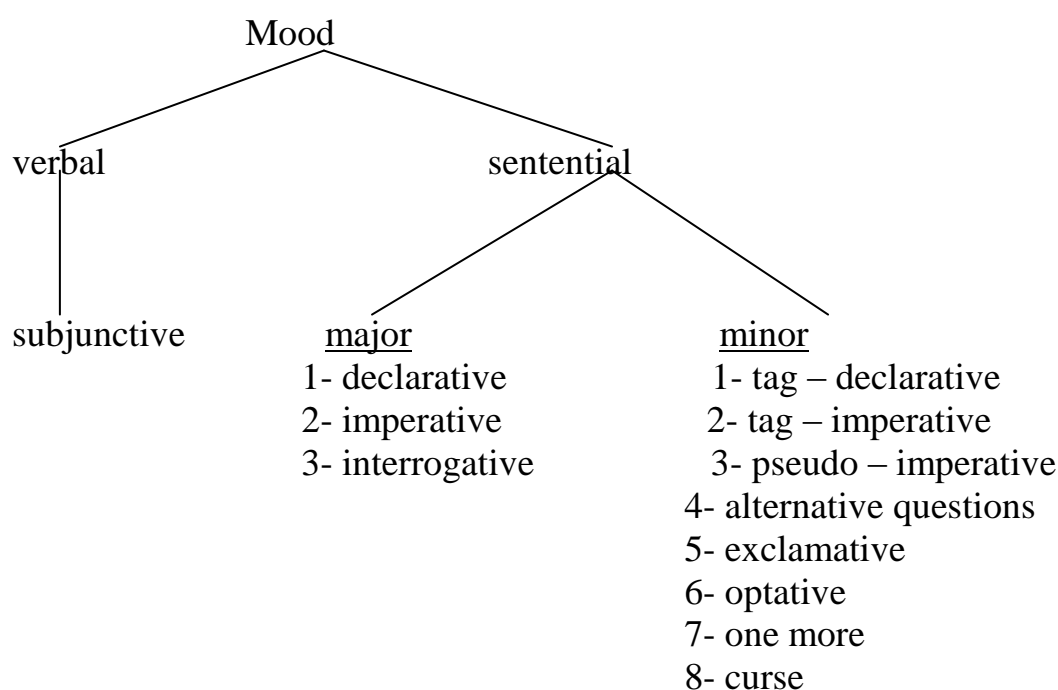 Mood
verbal
sentential
subjunctive
major
1- declarative
2- imperative
3- interrogative
minor
1- tag – declarative
2- tag – imperative
3- pseudo – imperative
4- alternative questions
5- exclamative
6- optative
7- one more
8- curse